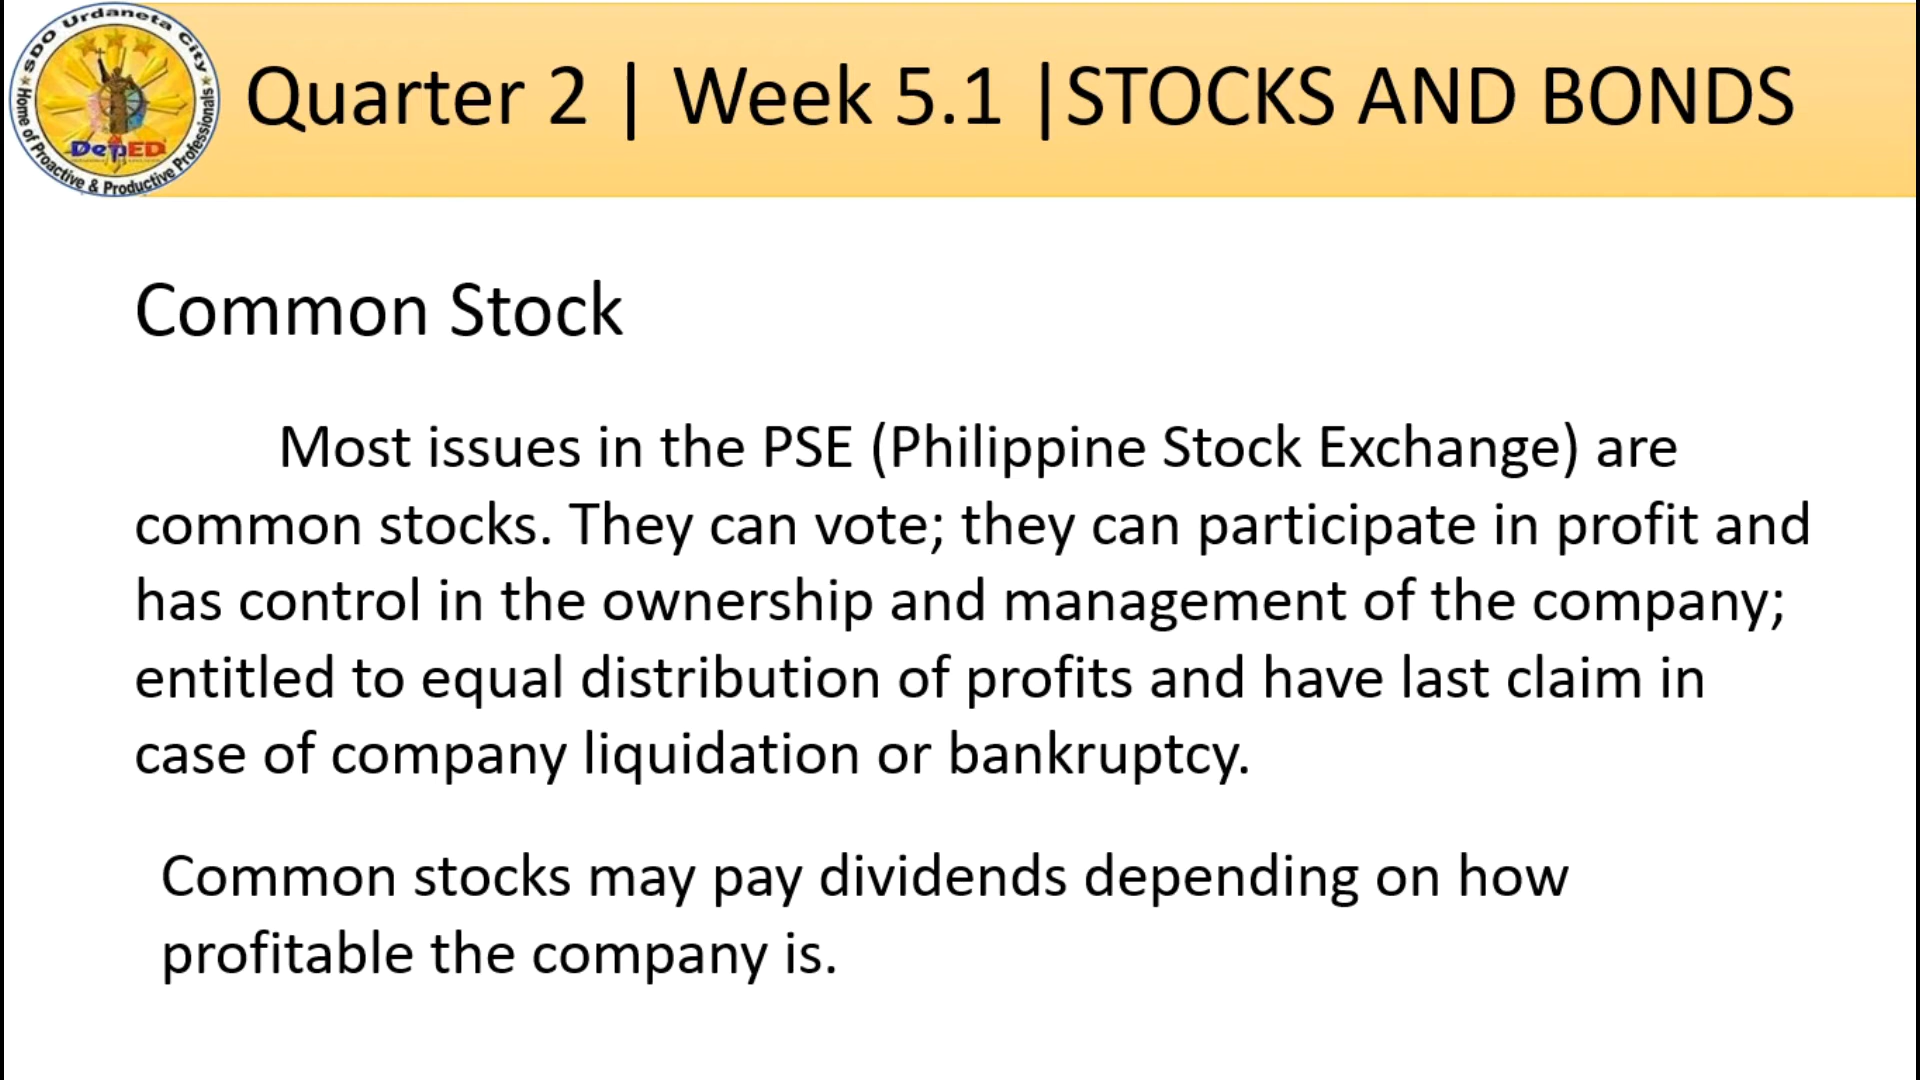 SDO Urdaneta City
Home of Proactive & Productive Professionals
DepED
Quarter 2 | Week 5.1 |STOCKS AND BONDS
Common Stock
Most issues in the PSE (Philippine Stock Exchange) are
common stocks. They can vote; they can participate in profit and
has control in the ownership and management of the company;
entitled to equal distribution of profits and have last claim in
case of company liquidation or bankruptcy.
Common stocks may pay dividends depending on how
profitable the company is.